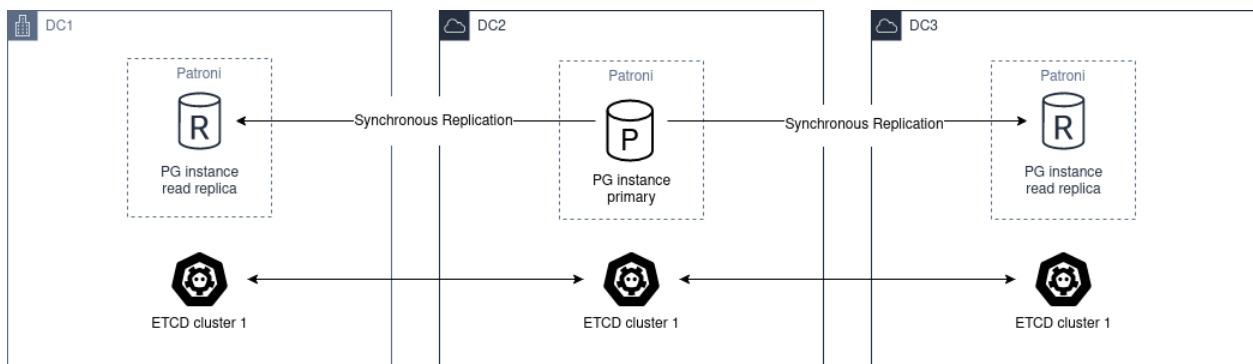 DC1
DC2
DC3
Patroni
Patroni
Patroni
R
Synchronous Replication
P
Synchronous Replication
R
PG instance
read replica
PG instance
primary
PG instance
read replica
ETCD cluster 1
ETCD cluster 1
ETCD cluster 1